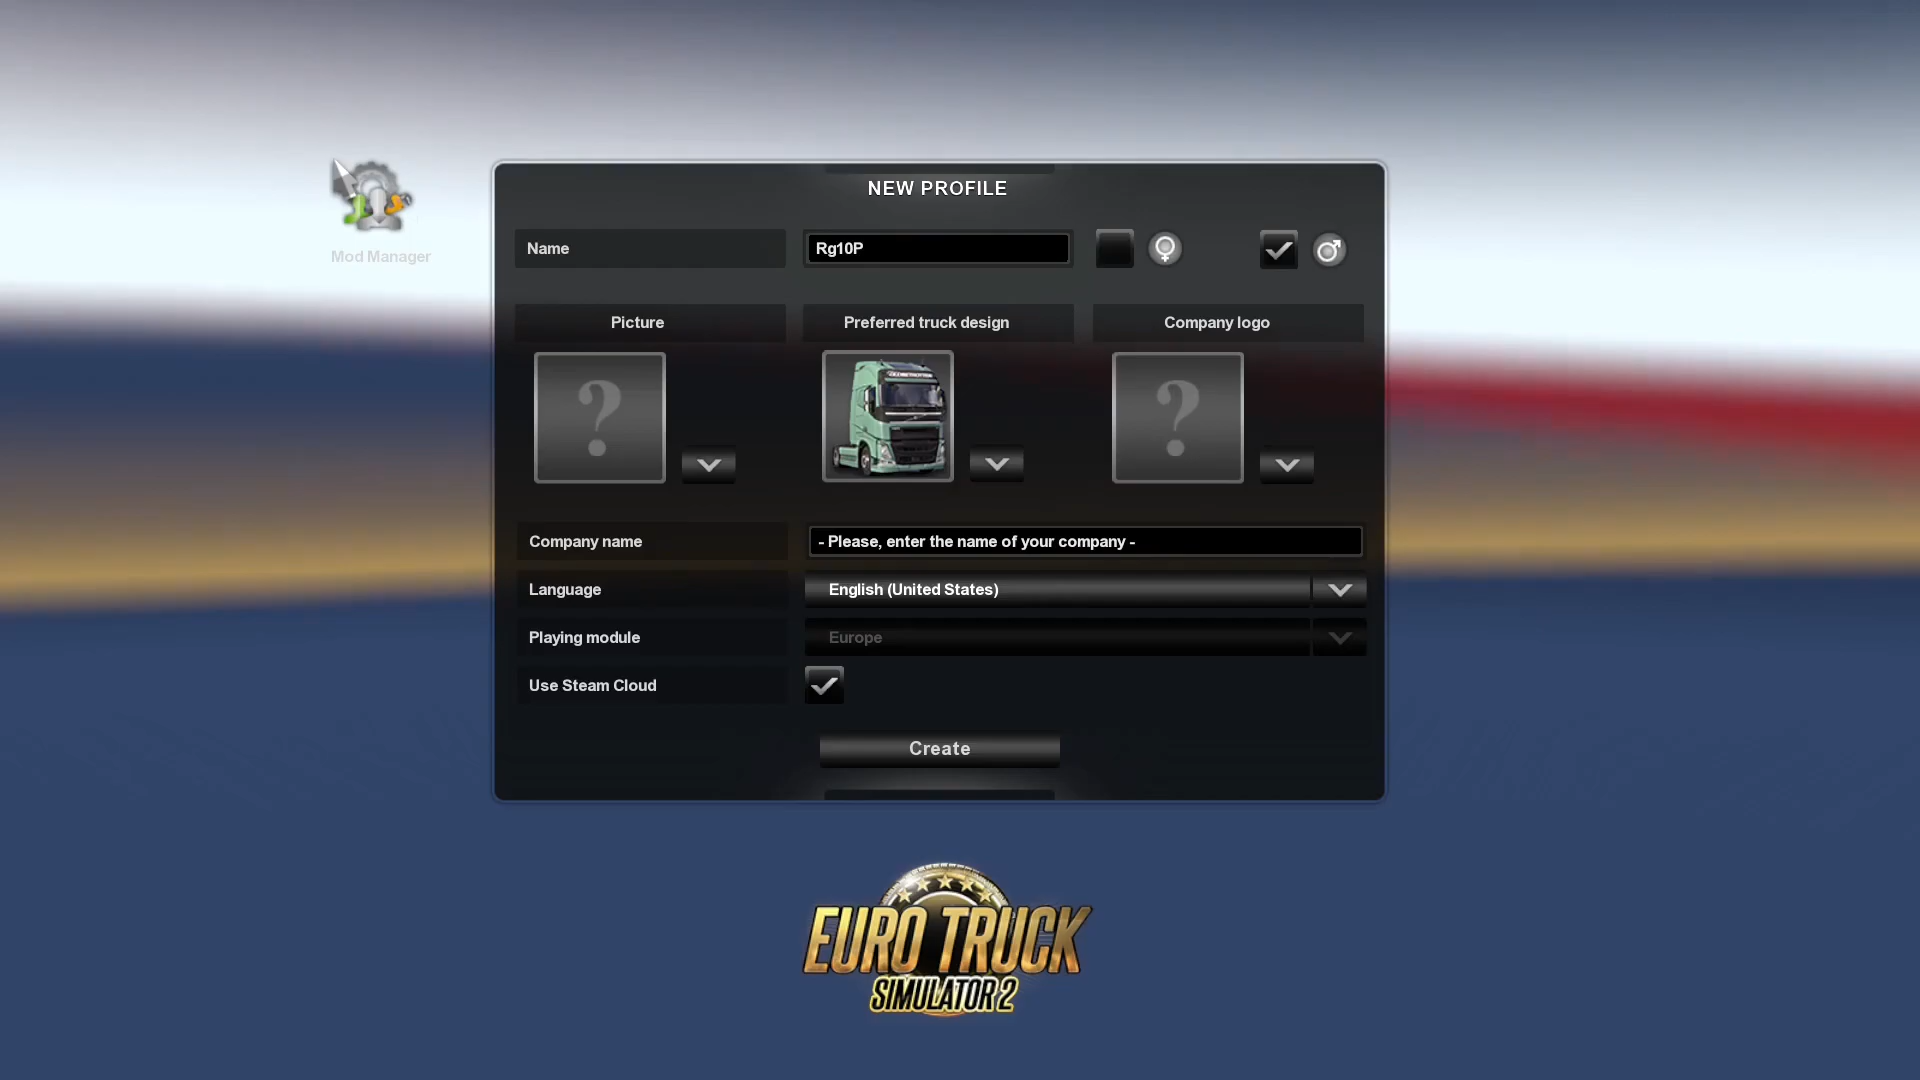 NEW PROFILE
Mod Manager
Name
Rg10P
Picture
Preferred truck design
Company logo
Company name
- Please, enter the name of your company -
Language
English (United States)
Playing module
Europe
Use Steam Cloud
Create
EURO TRUCK
SIMULATOR 2